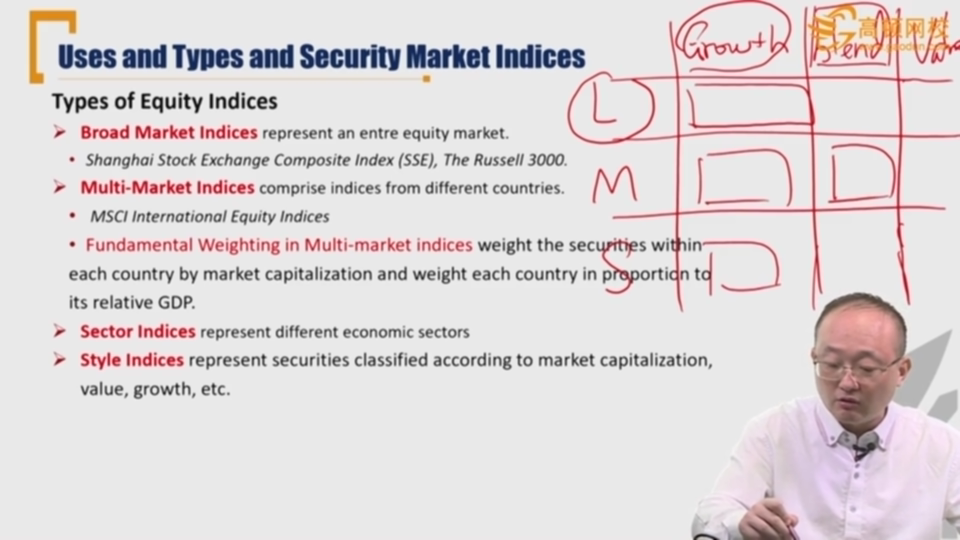 高顿网校
Uses and Types and Security Market Indices
Growth Blend
Types of Equity Indices
L
➢ Broad Market Indices represent an entre equity market.
• Shanghai Stock Exchange Composite Index (SSE), The Russell 3000.
➢ Multi-Market Indices comprise indices from different countries.
M
• MSCI International Equity Indices
• Fundamental Weighting in Multi-market indices weight the securities within
each country by market capitalization and weight each country in proportion to
S
its relative GDP.
➢ Sector Indices represent different economic sectors
➢ Style Indices represent securities classified according to market capitalization,
value, growth, etc.